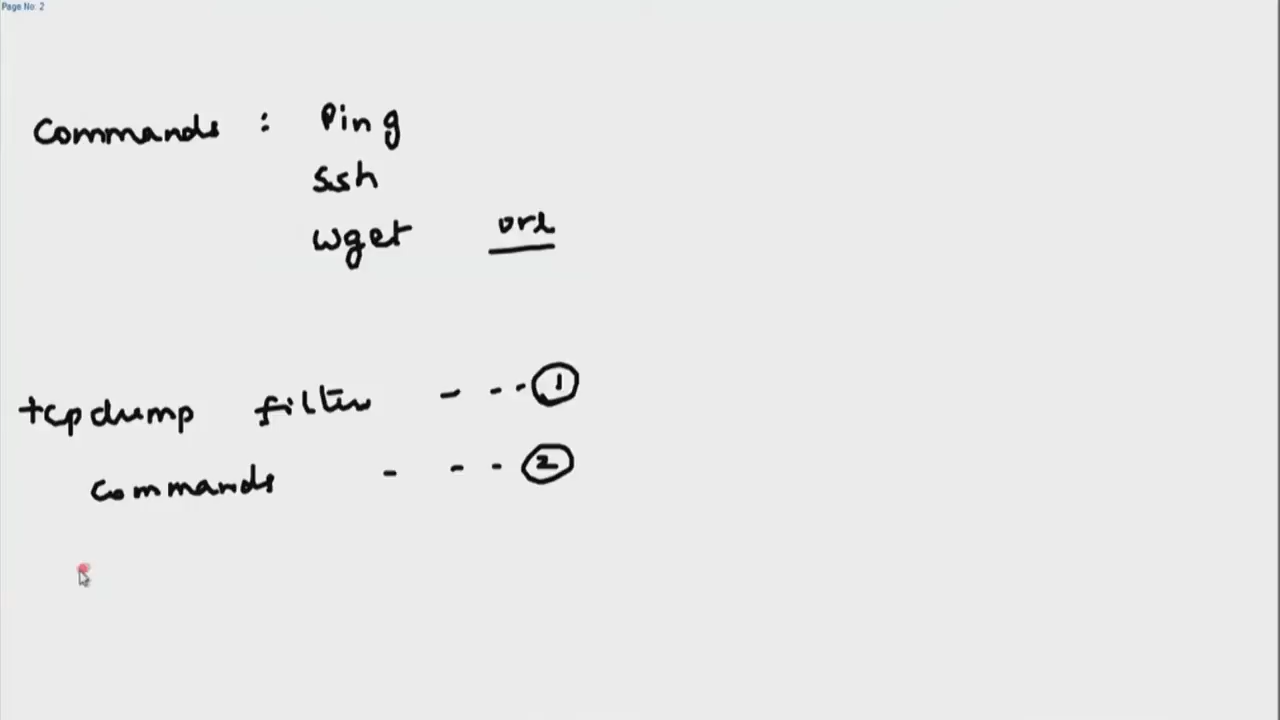 Page No: 2
Commands : Ping
ssh
wget url
tcpdump filter - - - 1
Commands - - - 2